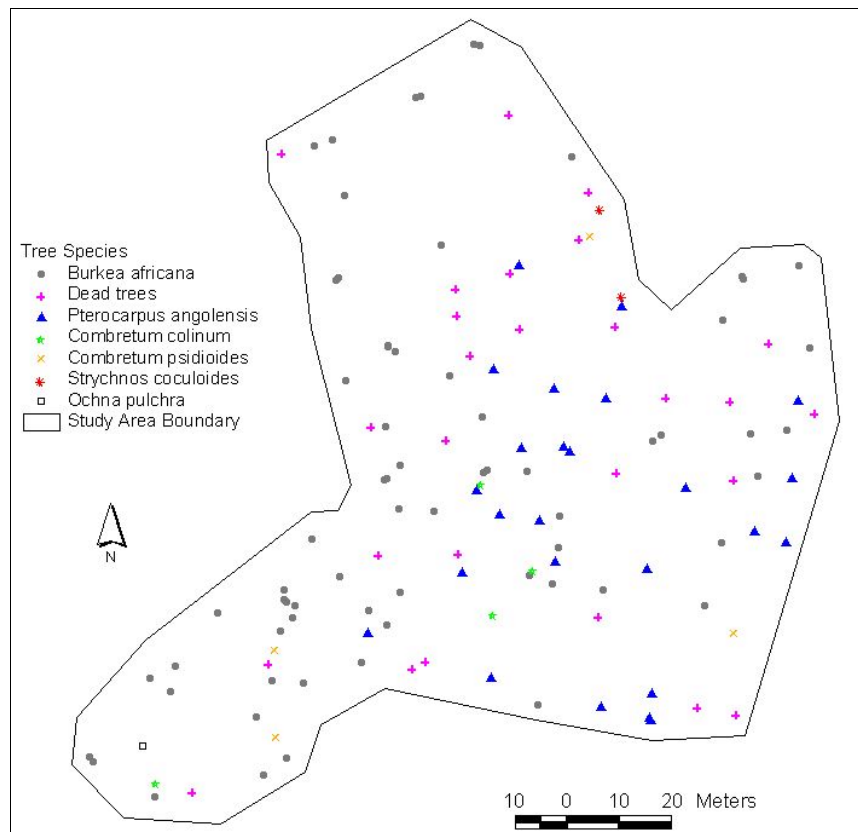 Tree Species
Burkea africana
Dead trees
Pterocarpus angolensis
Combretum colinum
Combretum psidioides
Strychnos coculoides
Ochna pulchra
Study Area Boundary
N
10 0 10 20 Meters